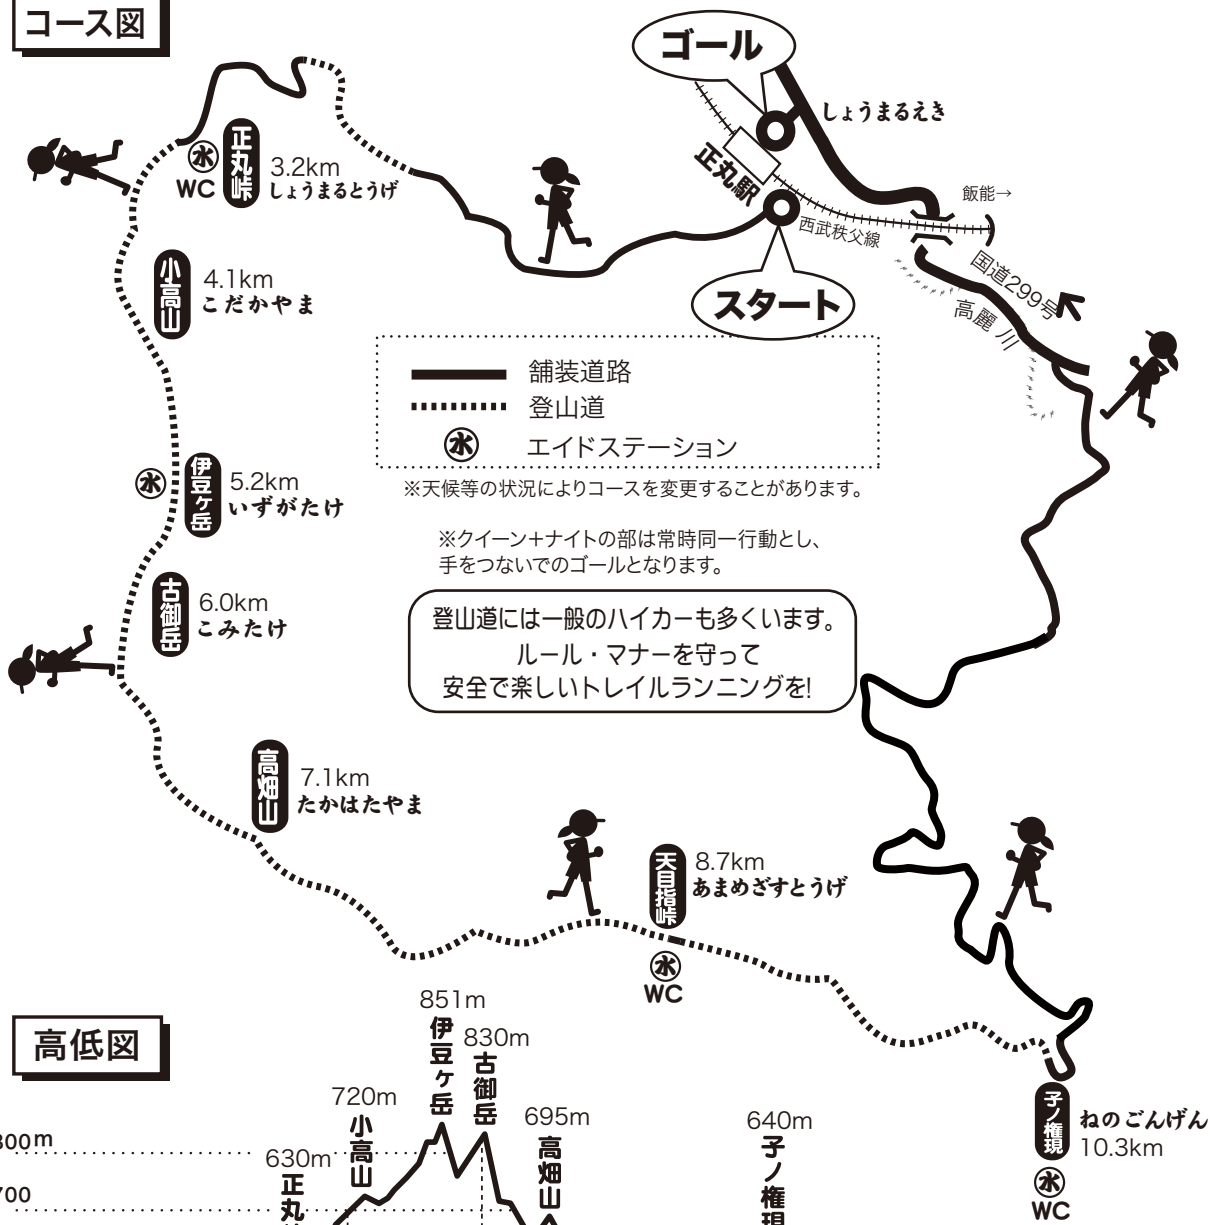 コース図
ゴール
しょうまるえき
正丸駅
飯能→
西武秩父線
国道299号
高麗川
スタート
水
WC
正丸峠
3.2km
しょうまるとうげ
小高山
4.1km
こだかやま
舗装道路
登山道
水
エイドステーション
※天候等の状況によりコースを変更することがあります。
※クイーン+ナイトの部は常時同一行動とし、
手をつないでのゴールとなります。
登山道には一般のハイカーも多くいます。
ルール・マナーを守って
安全で楽しいトレイルランニングを!
水
伊豆ヶ岳
5.2km
いずがたけ
古御岳
6.0km
こみたけ
高畑山
7.1km
たかはたやま
天目指峠
8.7km
あまめざすとうげ
水
WC
子ノ権現
ねのごんげん
10.3km
水
WC
高低図
851m
伊豆ヶ岳
830m
古御岳
720m
小高山
695m
高畑山
640m
子ノ権現
630m
正丸
800m
700